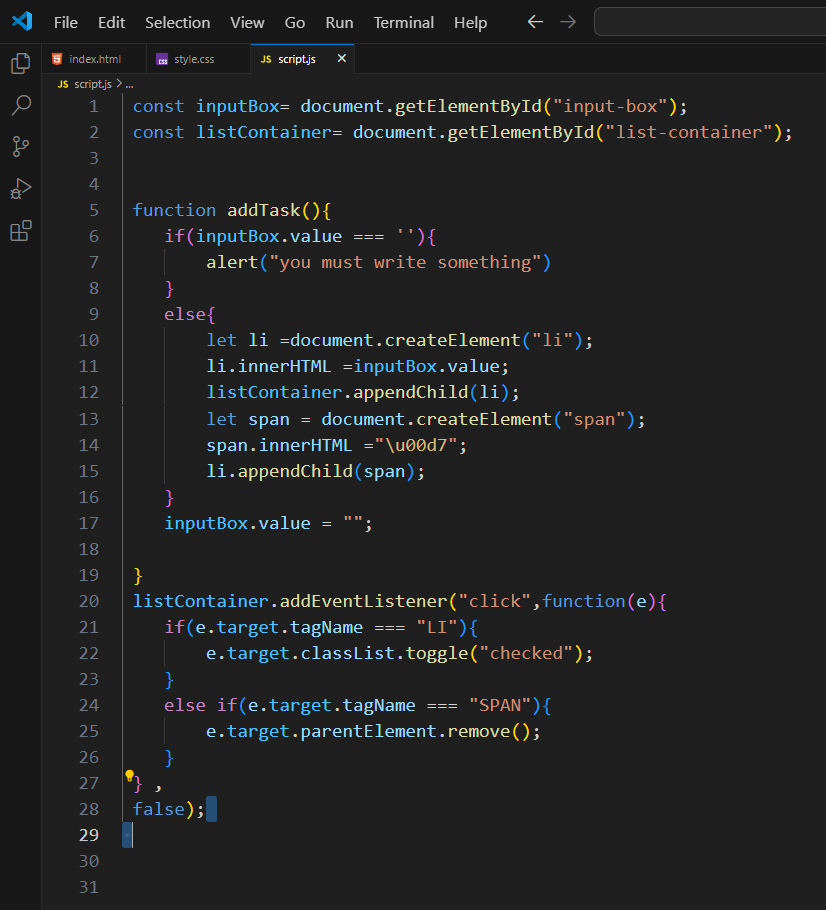 File Edit Selection View Go Run Terminal Help
index.html style.css JS script.js
JS script.js > ...
1 const inputBox= document.getElementById("input-box");
2 const listContainer= document.getElementById("list-container");
3
4
5 function addTask(){
6 if(inputBox.value === ''){
7 alert("you must write something")
8 }
9 else{
10 let li =document.createElement("li");
11 li.innerHTML =inputBox.value;
12 listContainer.appendChild(li);
13 let span = document.createElement("span");
14 span.innerHTML ="\u00d7";
15 li.appendChild(span);
16 }
17 inputBox.value = "";
18
19 }
20 listContainer.addEventListener("click",function(e){
21 if(e.target.tagName === "LI"){
22 e.target.classList.toggle("checked");
23 }
24 else if(e.target.tagName === "SPAN"){
25 e.target.parentElement.remove();
26 }
27 } ,
28 false);
29
30
31